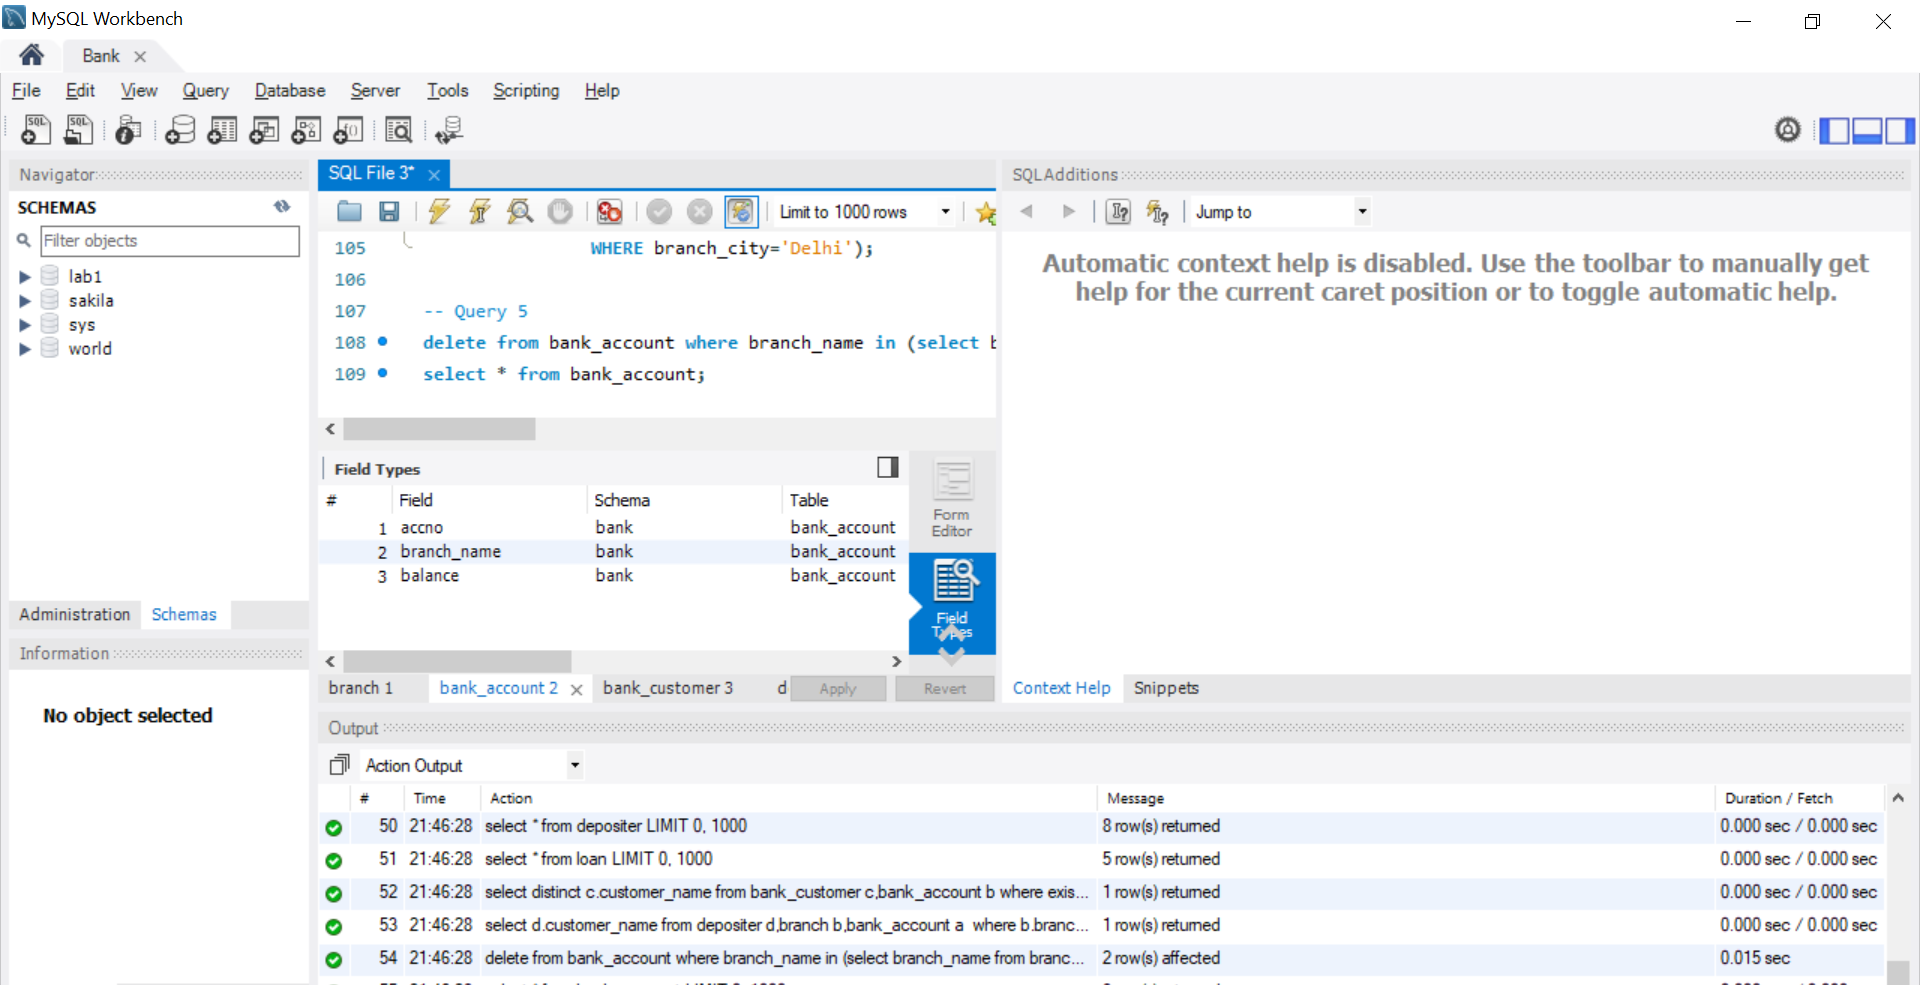 MySQL Workbench
Bank
File Edit View Query Database Server Tools Scripting Help
Navigator
SCHEMAS
Filter objects
lab1
sakila
sys
world
Administration Schemas
Information
No object selected
SQL File 3*
Limit to 1000 rows
105 WHERE branch_city='Delhi');
106
107 -- Query 5
108 delete from bank_account where branch_name in (select b
109 select * from bank_account;
Field Types
# Field Schema Table
1 accno bank bank_account
2 branch_name bank bank_account
3 balance bank bank_account
Form
Editor
Field
Types
branch 1 bank_account 2 bank_customer 3 d Apply Revert
SQLAdditions
Jump to
Automatic context help is disabled. Use the toolbar to manually get
help for the current caret position or to toggle automatic help.
Context Help Snippets
Output
Action Output
# Time Action Message Duration / Fetch
50 21:46:28 select * from depositer LIMIT 0, 1000 8 row(s) returned 0.000 sec / 0.000 sec
51 21:46:28 select * from loan LIMIT 0, 1000 5 row(s) returned 0.000 sec / 0.000 sec
52 21:46:28 select distinct c.customer_name from bank_customer c,bank_account b where exis... 1 row(s) returned 0.000 sec / 0.000 sec
53 21:46:28 select d.customer_name from depositer d,branch b,bank_account a where b.branc... 1 row(s) returned 0.000 sec / 0.000 sec
54 21:46:28 delete from bank_account where branch_name in (select branch_name from branc... 2 row(s) affected 0.015 sec